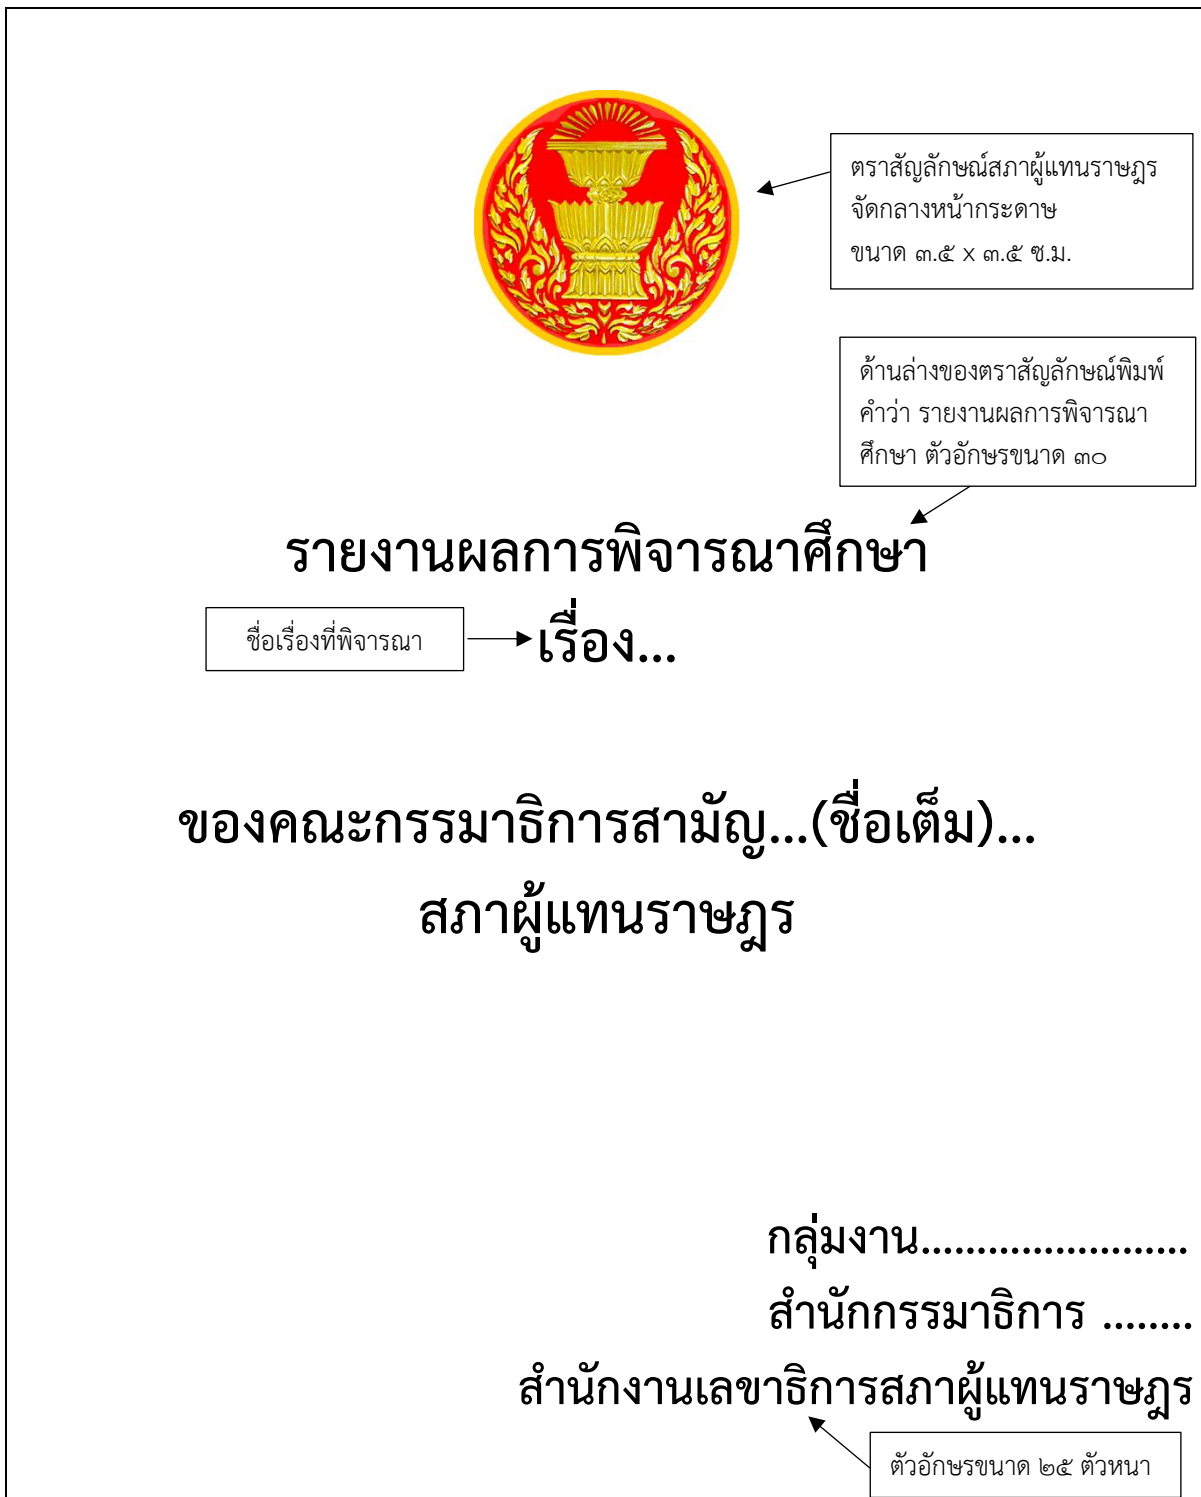 ตราสัญลักษณ์สภาผู้แทนราษฎร
จัดกลางหน้ากระดาษ
ขนาด ๓.๕ x ๓.๕ ซ.ม.
ด้านล่างของตราสัญลักษณ์พิมพ์
คำว่า รายงานผลการพิจารณา
ศึกษา ตัวอักษรขนาด ๓๐
รายงานผลการพิจารณาศึกษา
ชื่อเรื่องที่พิจารณา
เรื่อง...
ของคณะกรรมาธิการสามัญ...(ชื่อเต็ม)...
สภาผู้แทนราษฎร
กลุ่มงาน........................
สำนักกรรมาธิการ ........
สำนักงานเลขาธิการสภาผู้แทนราษฎร
ตัวอักษรขนาด ๒๕ ตัวหนา